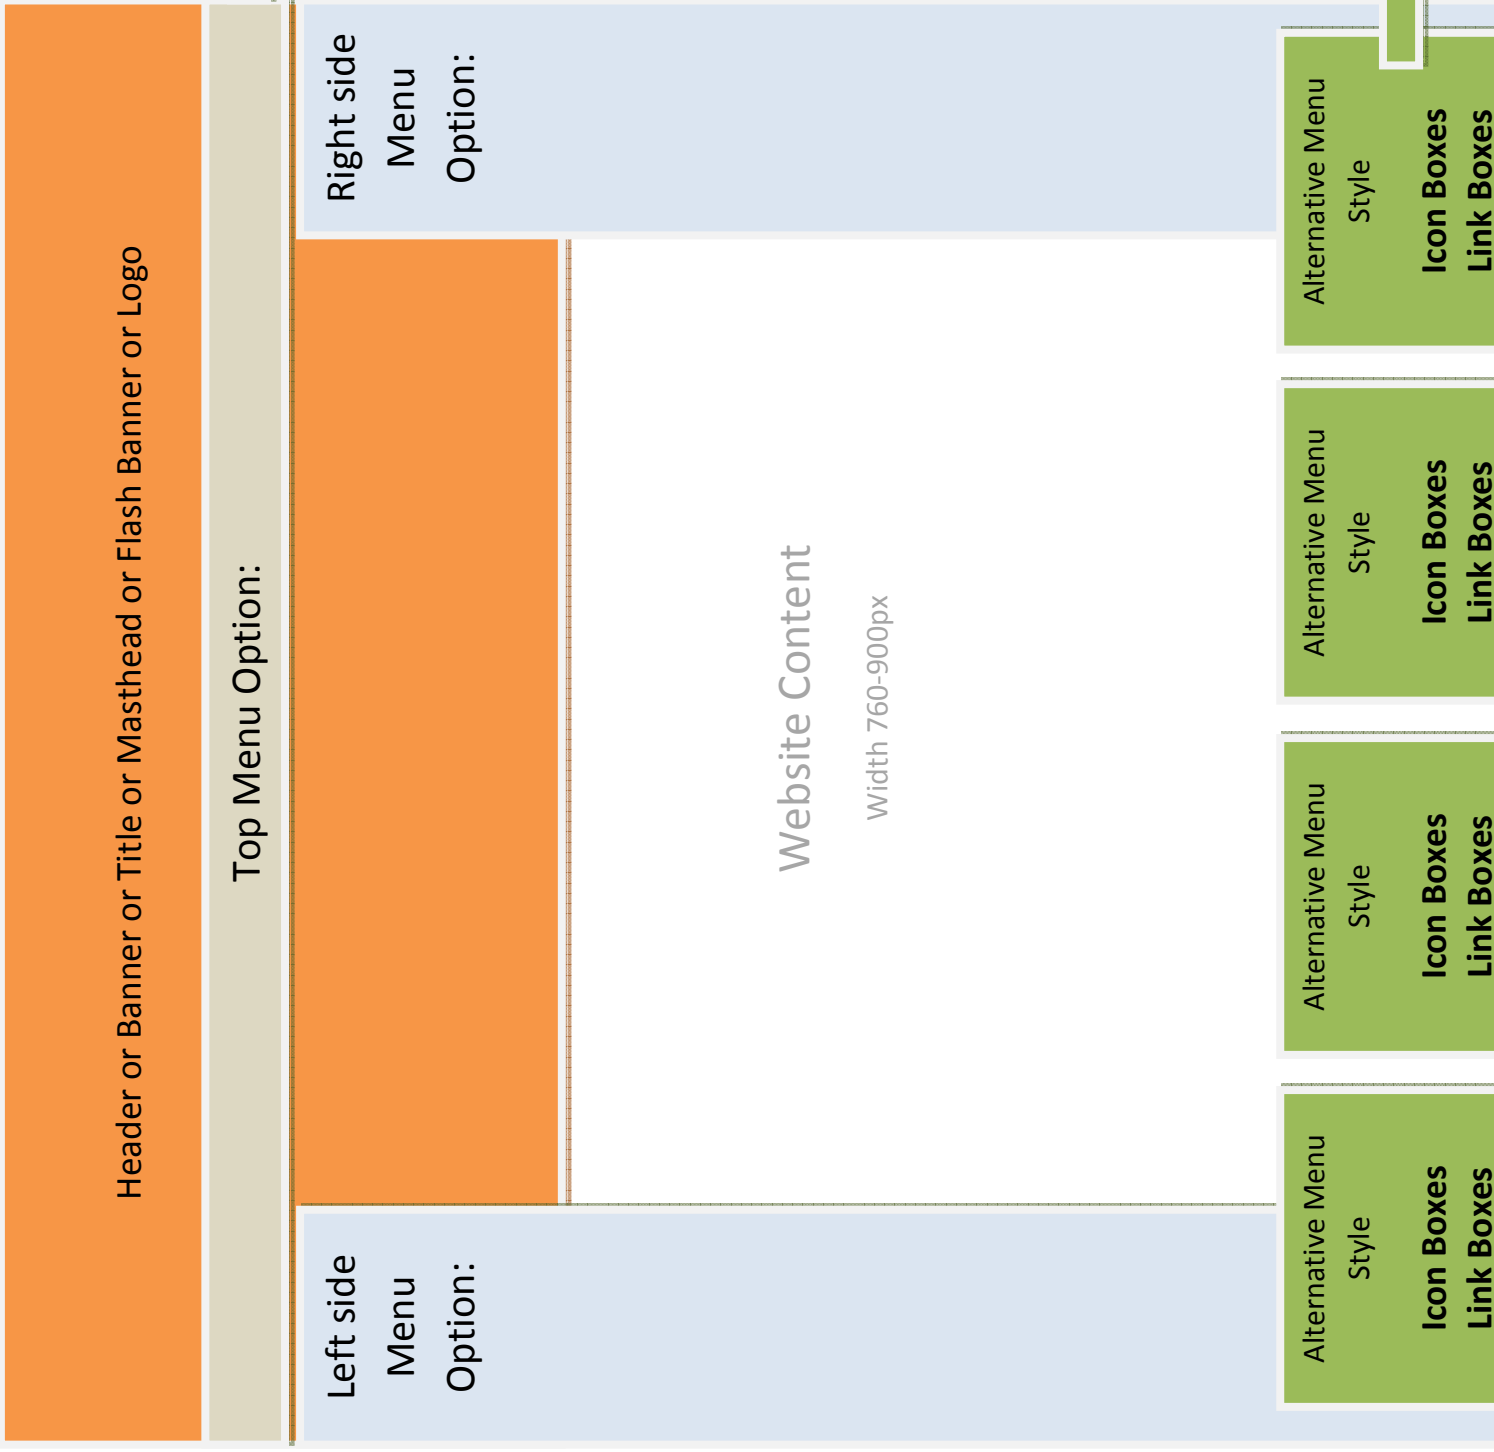 Header or Banner or Title or Masthead or Flash Banner or Logo
Top Menu Option:
Left side
Menu
Option:
Right side
Menu
Option:
Website Content
Width 760-900px
Alternative Menu
Style
Icon Boxes
Link Boxes
Alternative Menu
Style
Icon Boxes
Link Boxes
Alternative Menu
Style
Icon Boxes
Link Boxes
Alternative Menu
Style
Icon Boxes
Link Boxes